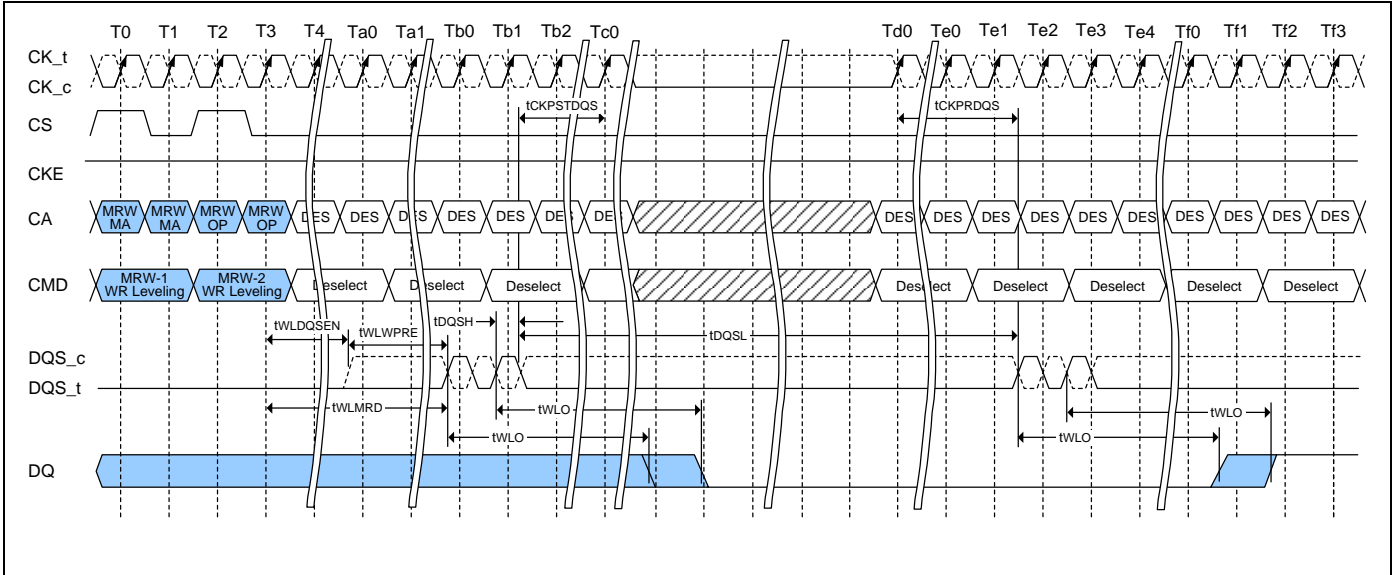 T0 T1 T2 T3 T4 Ta0 Ta1 Tb0 Tb1 Tb2 Tc0 Td0 Te0 Te1 Te2 Te3 Te4 Tf0 Tf1 Tf2 Tf3
CK_t
CK_c
tCKPSTDQS tCKPRDQS
CS
CKE
CA MRW MA MRW MA MRW OP MRW OP DES DES DES DES DES DES DES DES DES DES DES DES DES DES DES DES DES
CMD MRW-1 WR Leveling MRW-2 WR Leveling Deselect Deselect Deselect Deselect Deselect Deselect Deselect Deselect
tWLDQSEN tWLWPRE tDQSH tDQSL
DQS_c
DQS_t
tWLMRD tWLO tWLO
tWLO tWLO
DQ